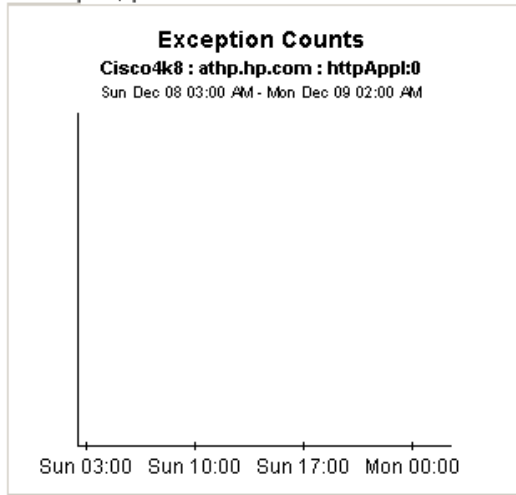 Exception Counts
Cisco4k8 : athp.hp.com : httpAppl:0
Sun Dec 08 03:00 AM - Mon Dec 09 02:00 AM
Sun 03:00 Sun 10:00 Sun 17:00 Mon 00:00